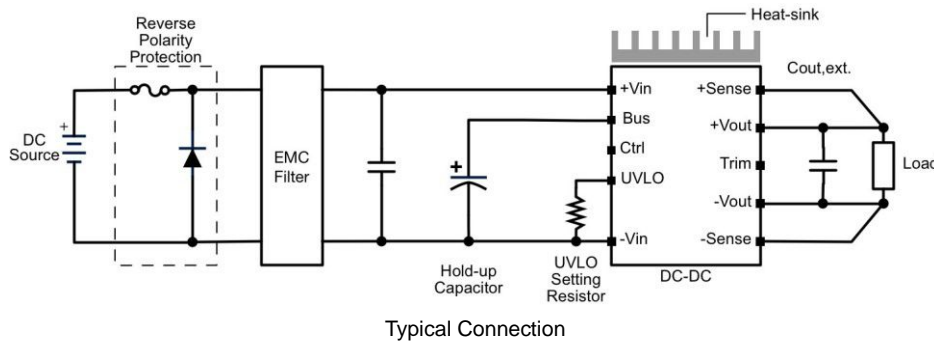 Reverse
Polarity
Protection
Heat-sink
Cout,ext.
+
DC
Source
EMC
Filter
+
+Vin
Bus
Ctrl
UVLO
-Vin
+Sense
+Vout
Trim
-Vout
-Sense
Load
Hold-up
Capacitor
UVLO
Setting
Resistor
DC-DC
Typical Connection